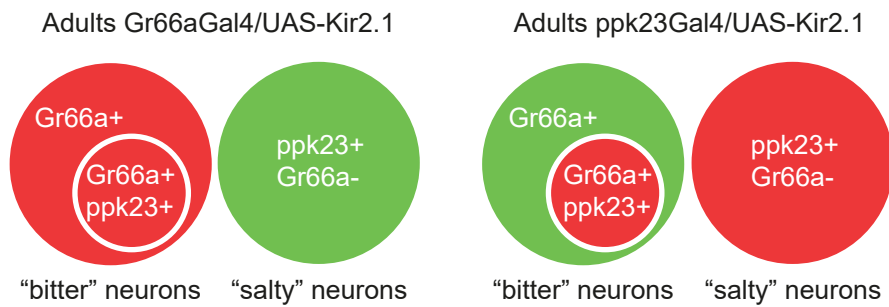 Adults Gr66aGal4/UAS-Kir2.1
Gr66a+
Gr66a+
ppk23+
ppk23+
Gr66a-
“bitter” neurons
“salty” neurons
Adults ppk23Gal4/UAS-Kir2.1
Gr66a+
Gr66a+
ppk23+
ppk23+
Gr66a-
“bitter” neurons
“salty” neurons